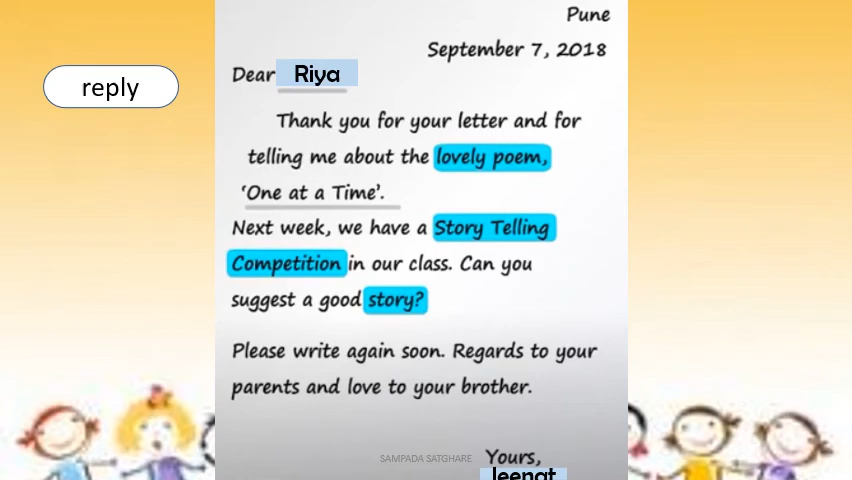 reply
Pune
September 7, 2018
Dear Riya
Thank you for your letter and for
telling me about the lovely poem,
‘One at a Time’.
Next week, we have a Story Telling
Competition in our class. Can you
suggest a good story?
Please write again soon. Regards to your
parents and love to your brother.
SAMPADA SATGHARE
Yours,
Jeenat